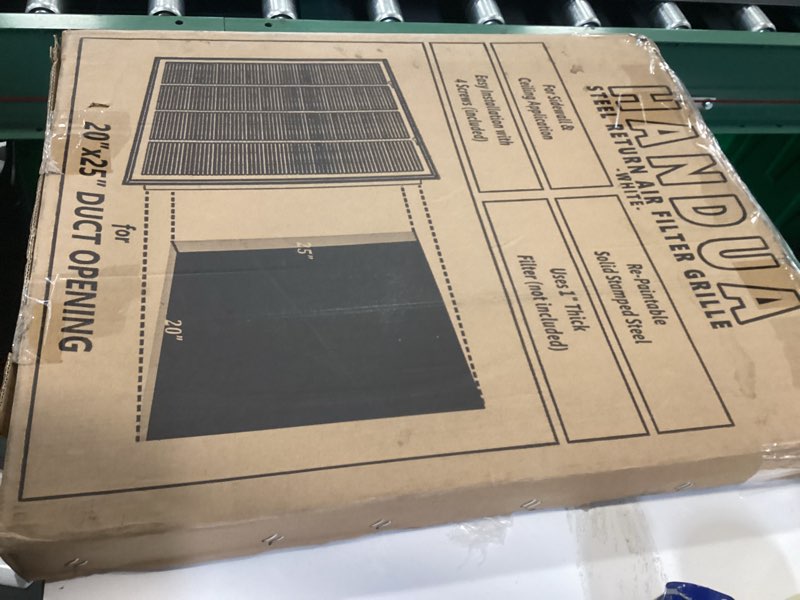 HANDUA
STEEL RETURN AIR FILTER GRILLE
-WHITE-
For Sidewall &
Ceiling Application
Re-Paintable
Solid Stamped Steel
Easy Installation with
4 Screws (included)
Uses 1" Thick
Filter (not included)
25"
20"
for
20"x25" DUCT OPENING